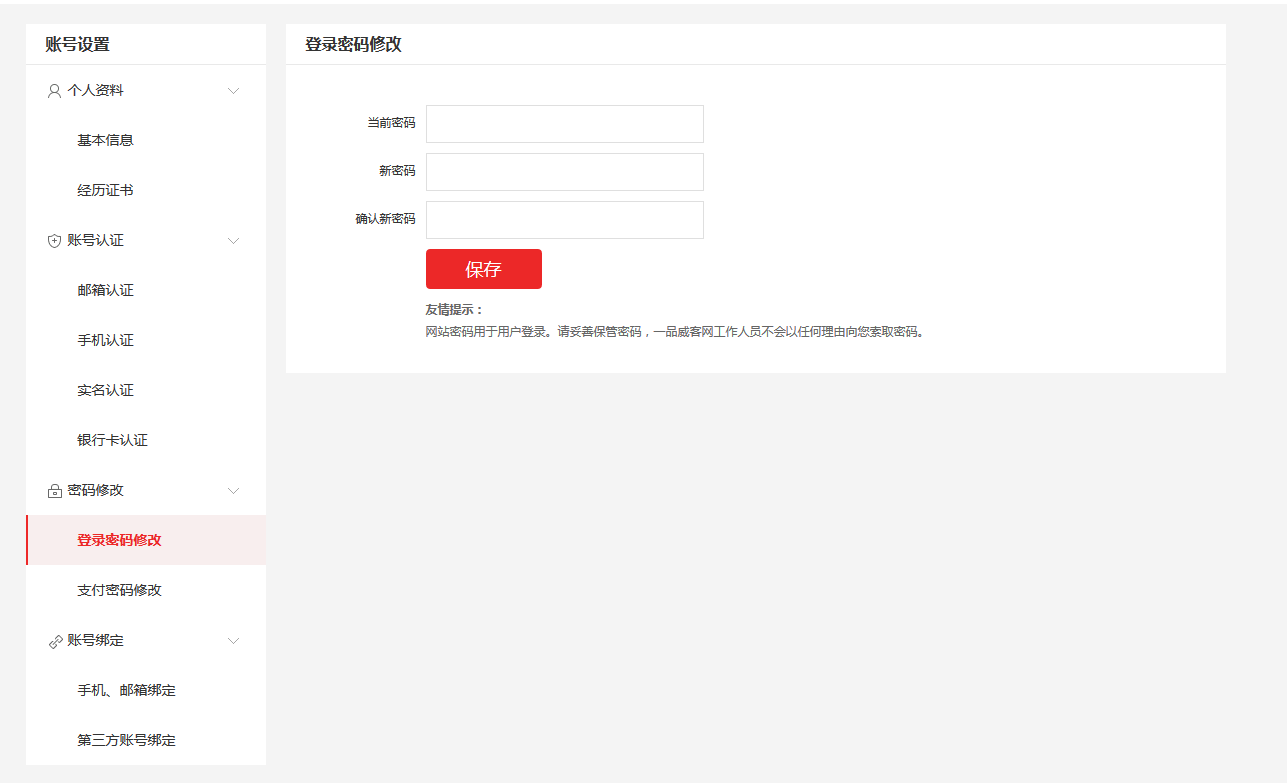 账号设置
个人资料
基本信息
经历证书
账号认证
邮箱认证
手机认证
实名认证
银行卡认证
密码修改
登录密码修改
支付密码修改
账号绑定
手机、邮箱绑定
第三方账号绑定
登录密码修改
当前密码
新密码
确认新密码
保存
友情提示：
网站密码用于用户登录。请妥善保管密码，一品威客网工作人员不会以任何理由向您索取密码。